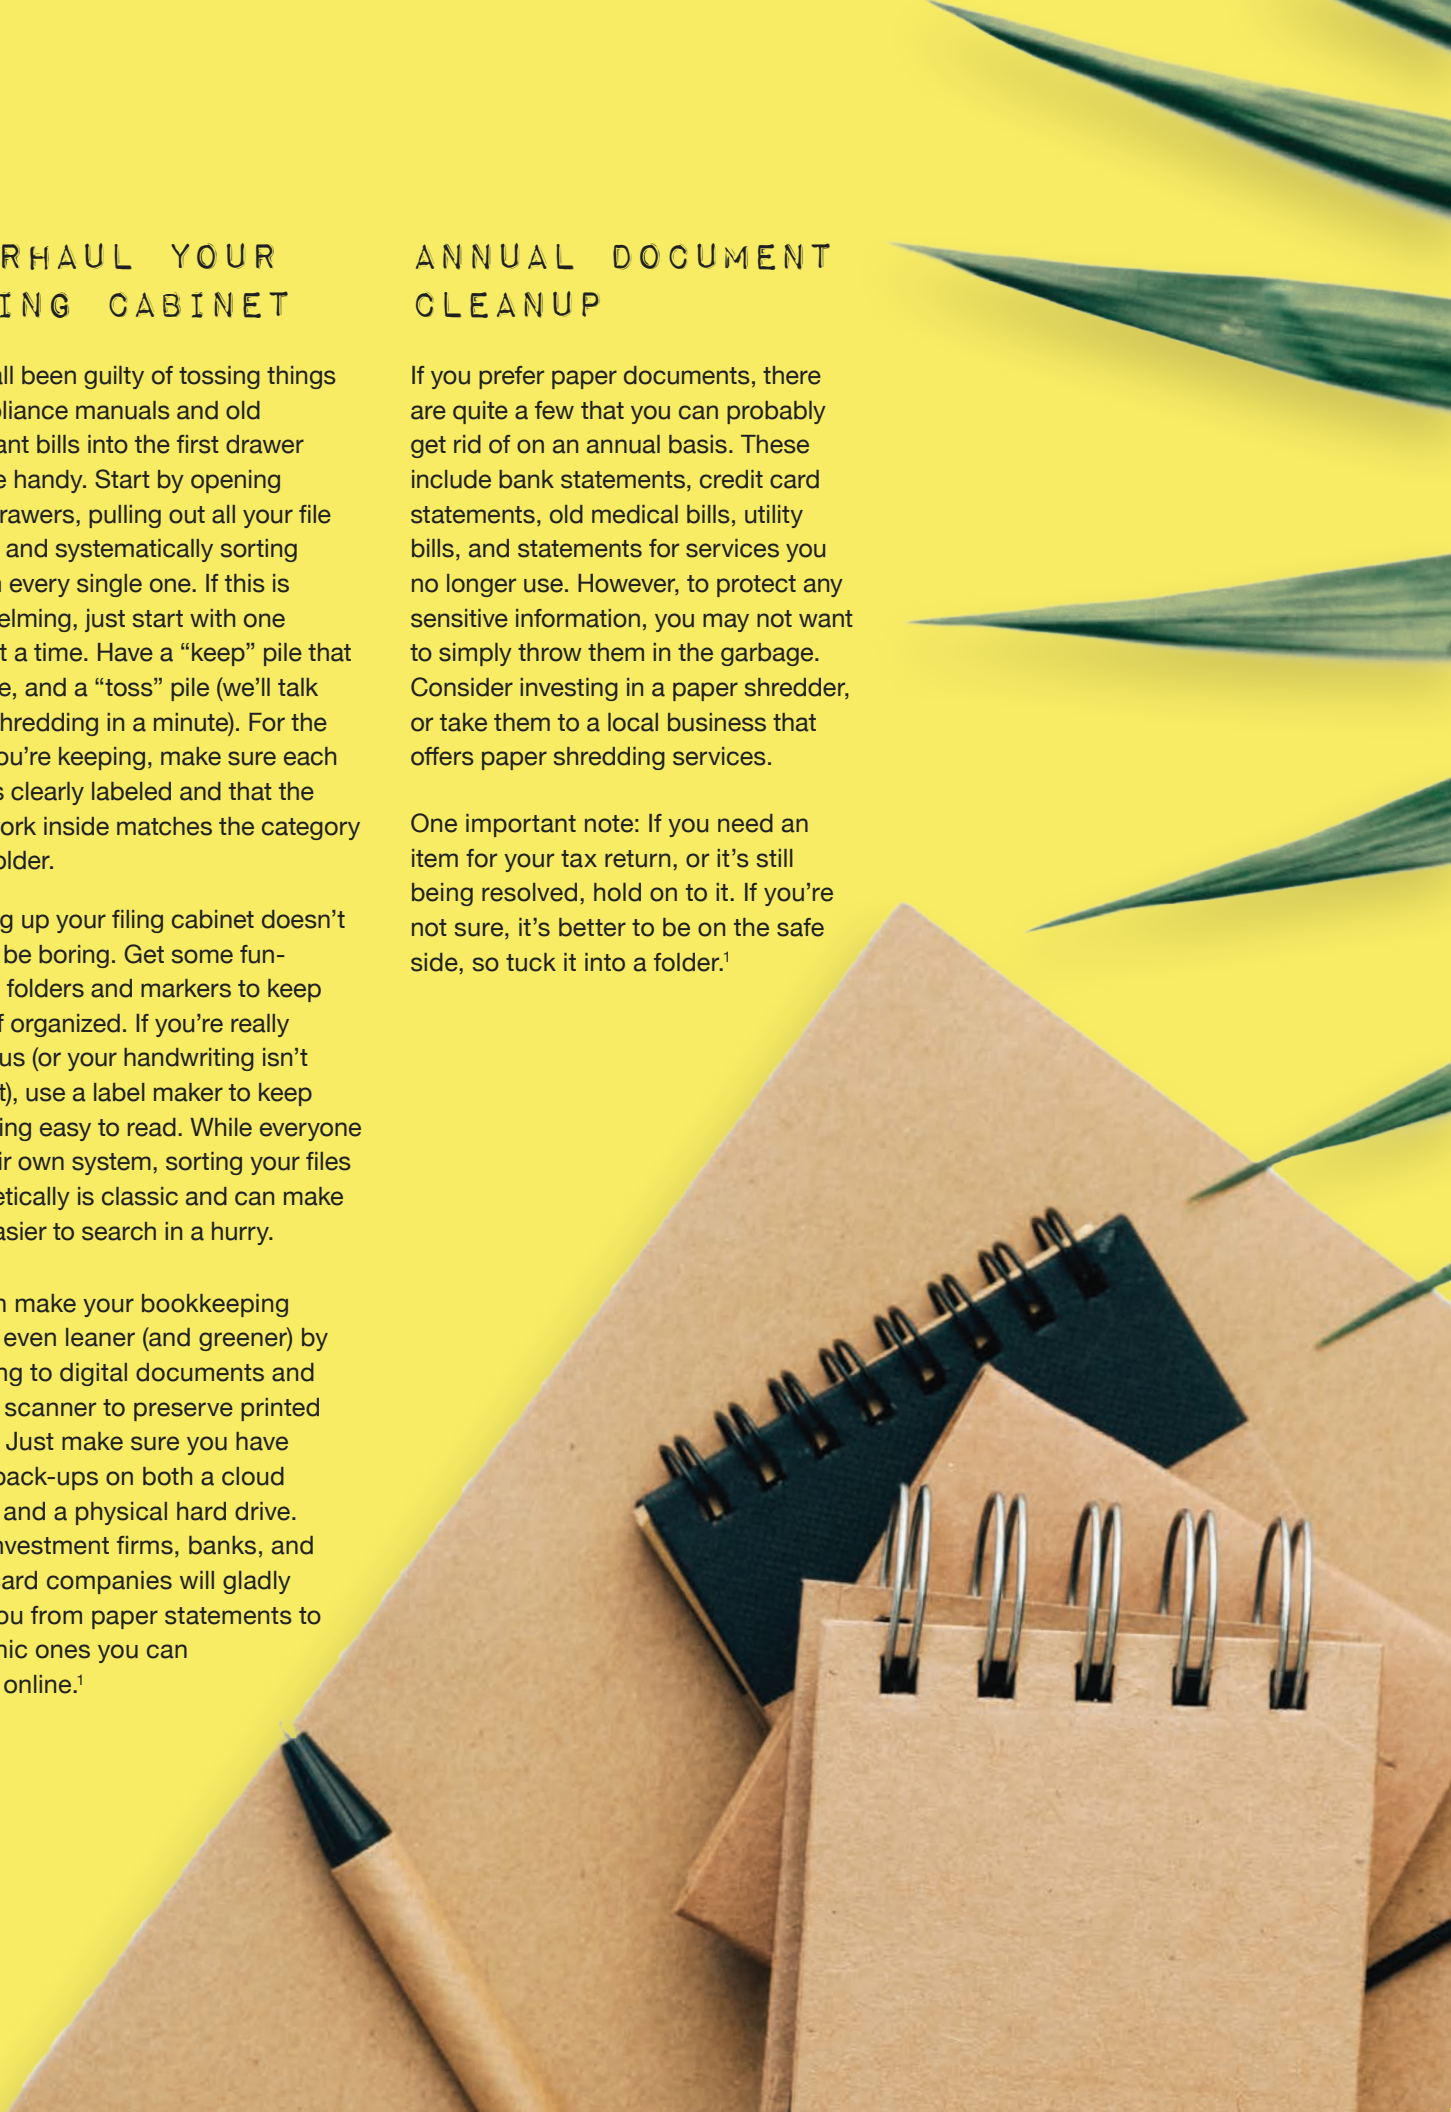 RHAUL YOUR
ING CABINET
ll been guilty of tossing things
liance manuals and old
ant bills into the first drawer
e handy. Start by opening
rawers, pulling out all your file
and systematically sorting
every single one. If this is
elming, just start with one
t a time. Have a “keep” pile that
e, and a “toss” pile (we’ll talk
hredding in a minute). For the
ou’re keeping, make sure each
s clearly labeled and that the
ork inside matches the category
older.
g up your filing cabinet doesn’t
be boring. Get some fun-
folders and markers to keep
f organized. If you’re really
us (or your handwriting isn’t
t), use a label maker to keep
ing easy to read. While everyone
ir own system, sorting your files
etically is classic and can make
asier to search in a hurry.
n make your bookkeeping
even leaner (and greener) by
ng to digital documents and
scanner to preserve printed
Just make sure you have
back-ups on both a cloud
and a physical hard drive.
nvestment firms, banks, and
ard companies will gladly
ou from paper statements to
nic ones you can
online.¹
ANNUAL DOCUMENT
CLEANUP
If you prefer paper documents, there
are quite a few that you can probably
get rid of on an annual basis. These
include bank statements, credit card
statements, old medical bills, utility
bills, and statements for services you
no longer use. However, to protect any
sensitive information, you may not want
to simply throw them in the garbage.
Consider investing in a paper shredder,
or take them to a local business that
offers paper shredding services.
One important note: If you need an
item for your tax return, or it’s still
being resolved, hold on to it. If you’re
not sure, it’s better to be on the safe
side, so tuck it into a folder.¹